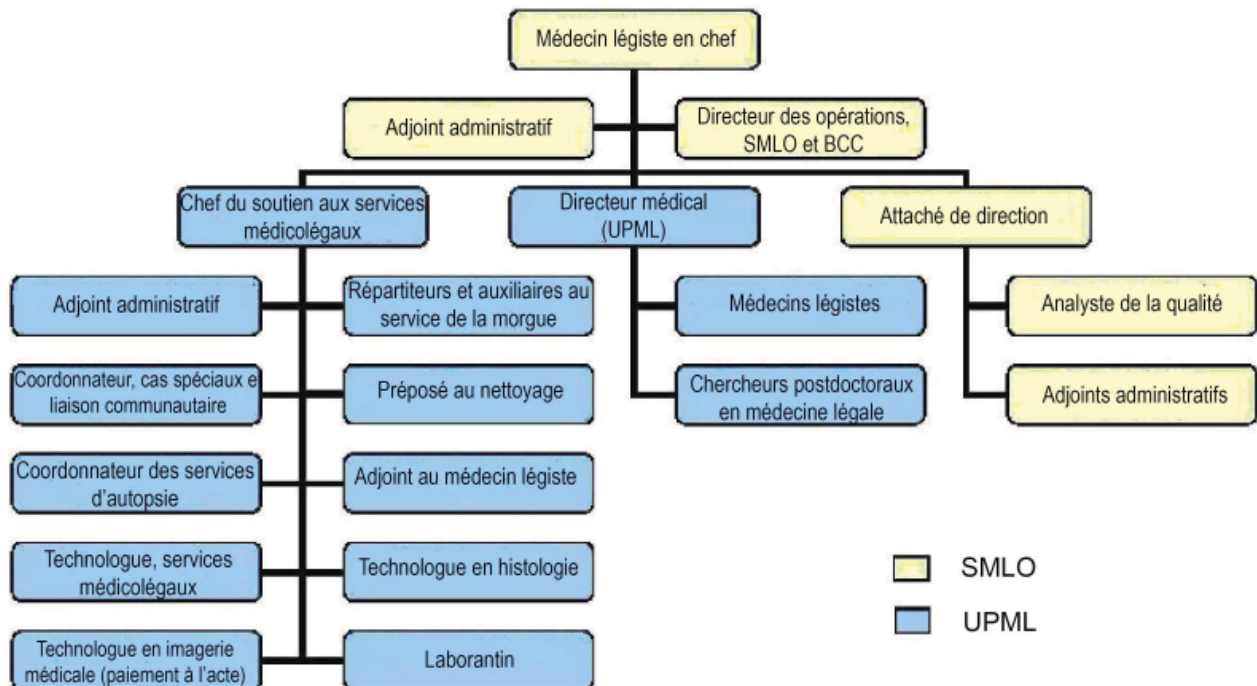 Médecin légiste en chef
Adjoint administratif
Directeur des opérations,
SMLO et BCC
Chef du soutien aux services
médicolégaux
Directeur médical
(UPML)
Attaché de direction
Adjoint administratif
Répartiteurs et auxiliaires au
service de la morgue
Médecins légistes
Analyste de la qualité
Coordonnateur, cas spéciaux e
liaison communautaire
Préposé au nettoyage
Chercheurs postdoctoraux
en médecine légale
Adjoints administratifs
Coordonnateur des services
d'autopsie
Adjoint au médecin légiste
Technologue, services
médicolégaux
Technologue en histologie
Technologue en imagerie
médicale (paiement à l'acte)
Laborantin
SMLO
UPML